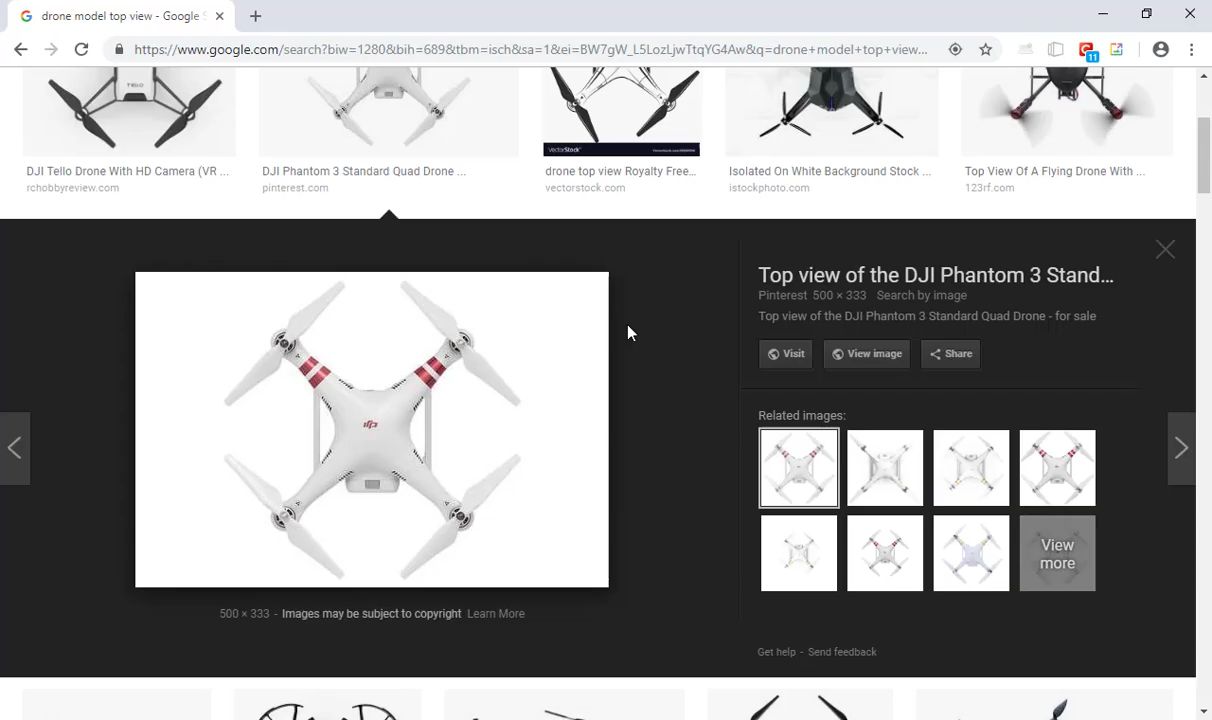 drone model top view - Google S
https://www.google.com/search?biw=1280&bih=689&tbm=isch&sa=1&ei=BW7gW_L5LozLjwTtqYG4Aw&q=drone+model+top+view...
11
TELLO
VectorStock
DJI Tello Drone With HD Camera (VR ...
rchobbyreview.com
DJI Phantom 3 Standard Quad Drone ...
pinterest.com
drone top view Royalty Free...
vectorstock.com
Isolated On White Background Stock ...
istockphoto.com
Top View Of A Flying Drone With ...
123rf.com
Top view of the DJI Phantom 3 Stand...
Pinterest 500 × 333 Search by image
Top view of the DJI Phantom 3 Standard Quad Drone - for sale
Visit
View image
Share
Related images:
View
more
dji
500 × 333 - Images may be subject to copyright Learn More
Get help - Send feedback